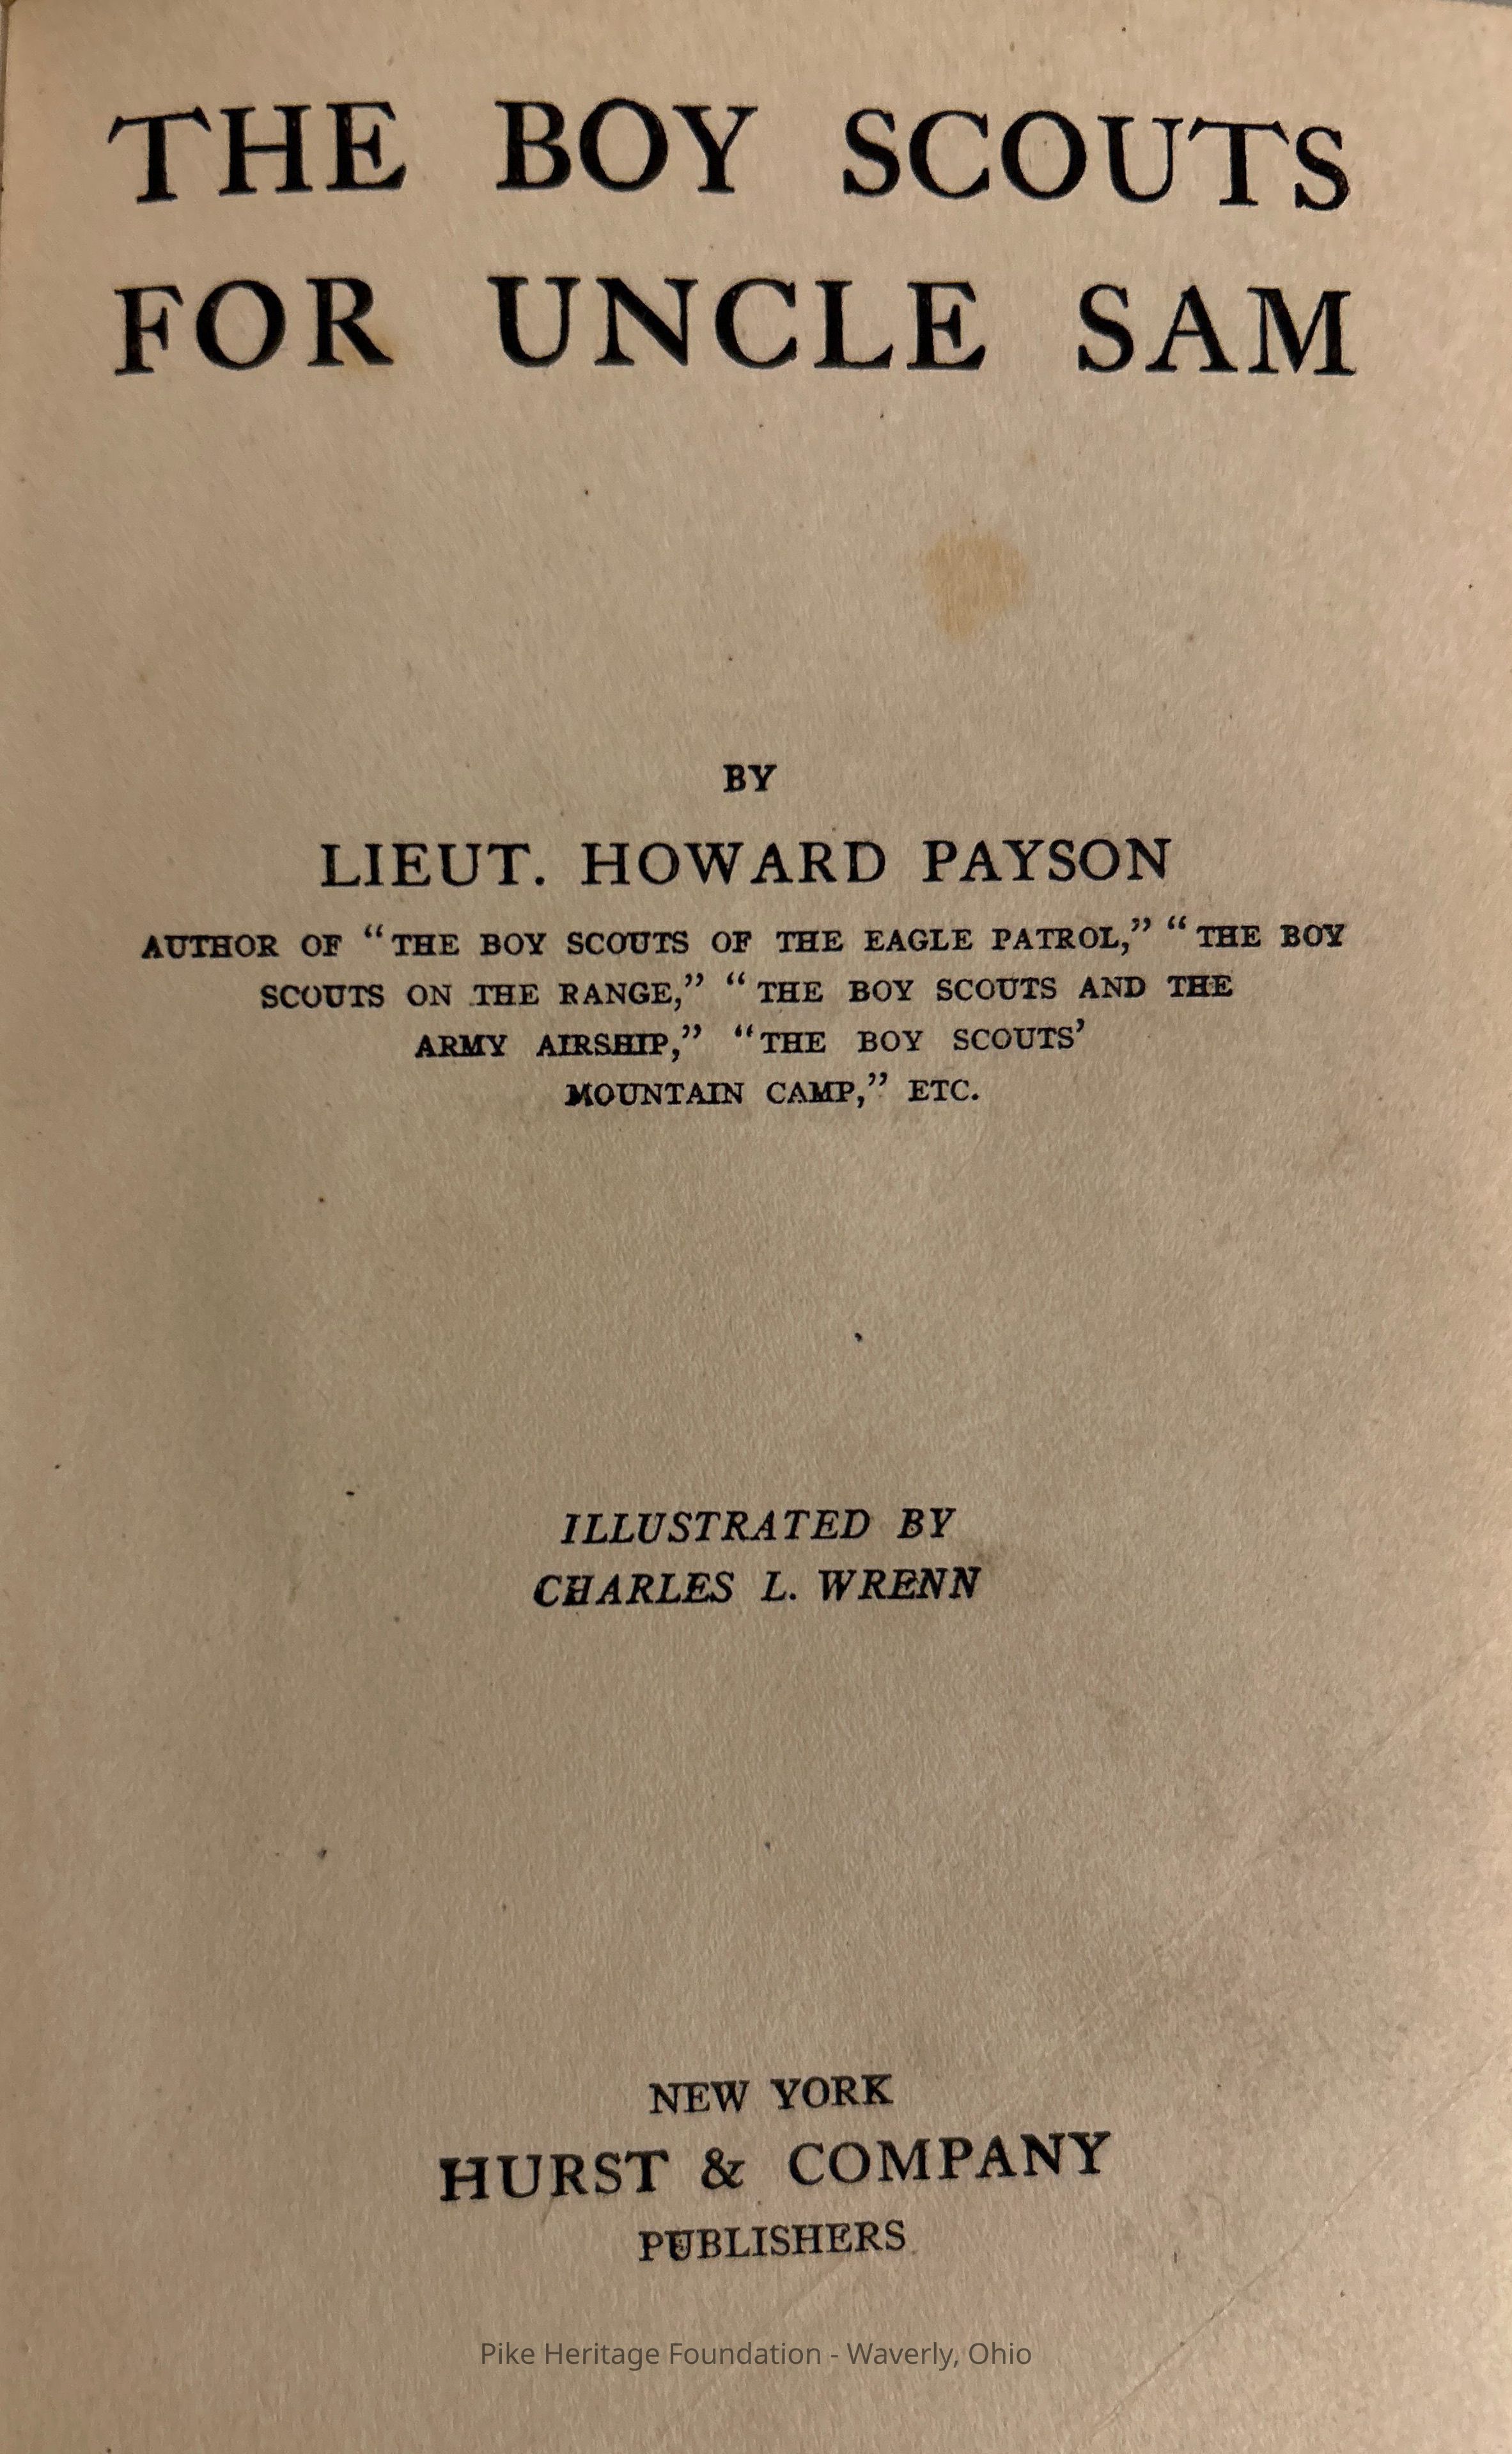 THE BOY SCOUTS
FOR UNCLE SAM
BY
LIEUT. HOWARD PAYSON
AUTHOR OF “THE BOY SCOUTS OF THE EAGLE PATROL,” “THE BOY
SCOUTS ON THE RANGE,” “THE BOY SCOUTS AND THE
ARMY AIRSHIP,” “THE BOY SCOUTS’
MOUNTAIN CAMP,” ETC.
ILLUSTRATED BY
CHARLES L. WRENN
NEW YORK
HURST & COMPANY
PUBLISHERS
Pike Heritage Foundation - Waverly, Ohio